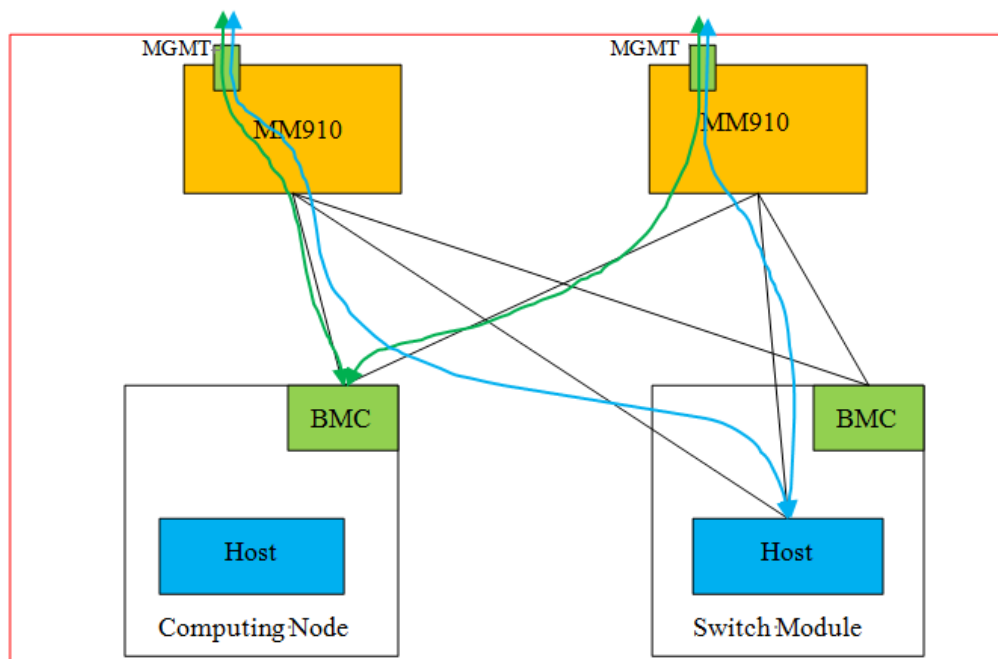 MGMT
MGMT
MM910
MM910
BMC
BMC
Host
Host
Computing Node
Switch Module